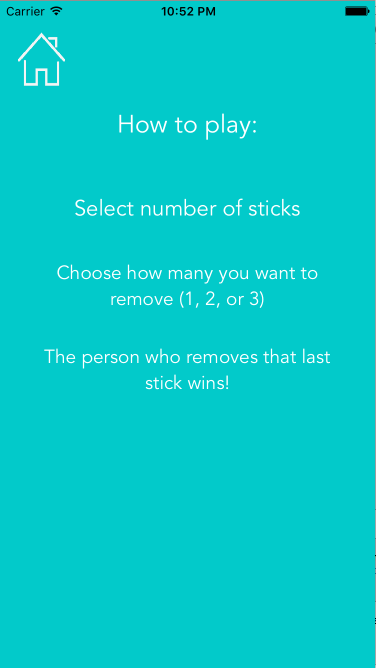 Carrier 10:52 PM
How to play:
Select number of sticks
Choose how many you want to
remove (1, 2, or 3)
The person who removes that last
stick wins!